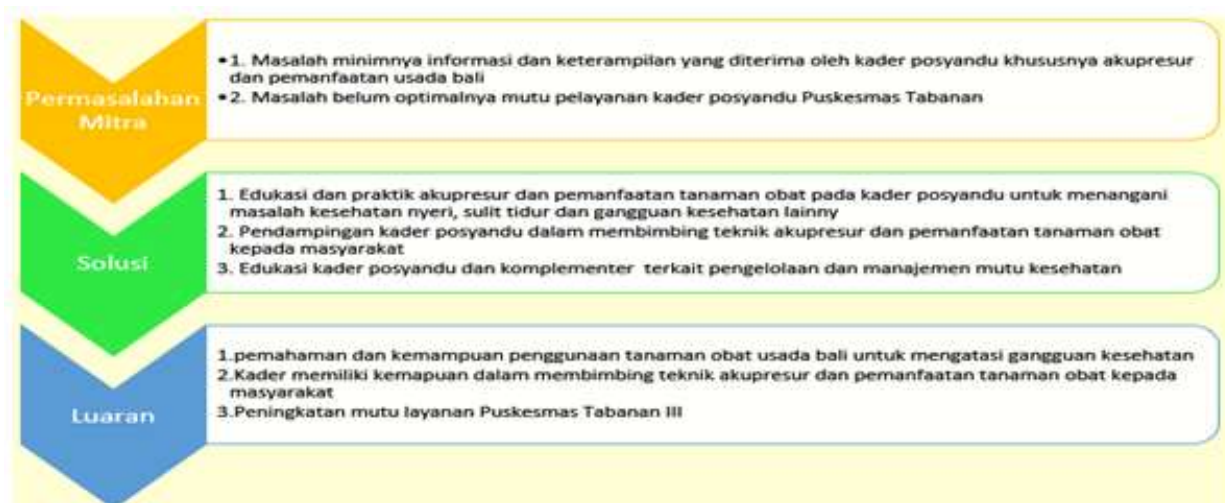 Permasalahan
Mitra
•1. Masalah minimnya informasi dan keterampilan yang diterima oleh kader posyandu khususnya akupresur
dan pemanfaatan usada bali
•2. Masalah belum optimalnya mutu pelayanan kader posyandu Puskesmas Tabanan
Solusi
1. Edukasi dan praktik akupresur dan pemanfaatan tanaman obat pada kader posyandu untuk menangani
masalah kesehatan nyeri, sulit tidur dan gangguan kesehatan lainny
2. Pendampingan kader posyandu dalam membimbing teknik akupresur dan pemanfaatan tanaman obat
kepada masyarakat
3. Edukasi kader posyandu dan komplementer terkait pengelolaan dan manajemen mutu kesehatan
Luaran
1.pemahaman dan kemampuan penggunaan tanaman obat usada bali untuk mengatasi gangguan kesehatan
2.Kader memiliki kemapuan dalam membimbing teknik akupresur dan pemanfaatan tanaman obat kepada
masyarakat
3.Peningkatan mutu layanan Puskesmas Tabanan III